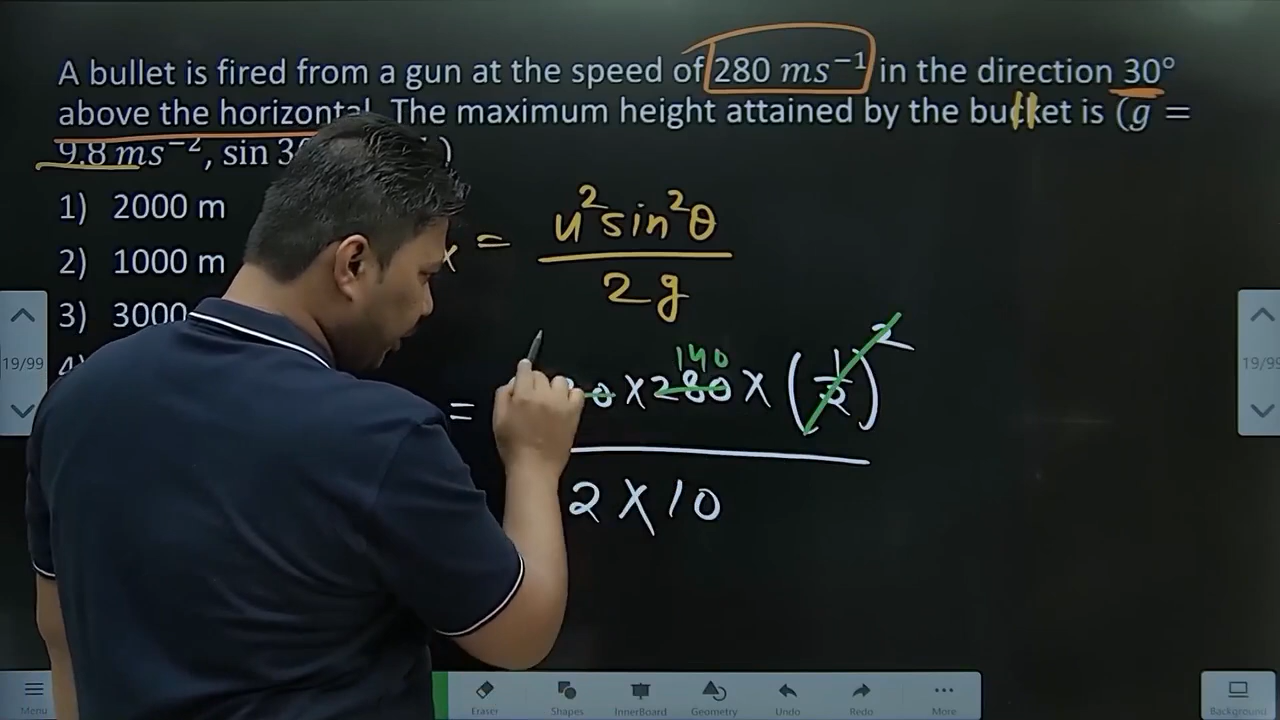 A bullet is fired from a gun at the speed of 280 ms⁻¹ in the direction 30°
above the horizontal. The maximum height attained by the bullet is (g =
9.8 ms⁻², sin 3
1) 2000 m
2) 1000 m
3) 3000
x = u²sin²θ
2g
140
= 0 × 280 × (1/2)²
2 × 10
19/99
19/99
Menu
Eraser
Shapes
InnerBoard
Geometry
Undo
Redo
More
Background